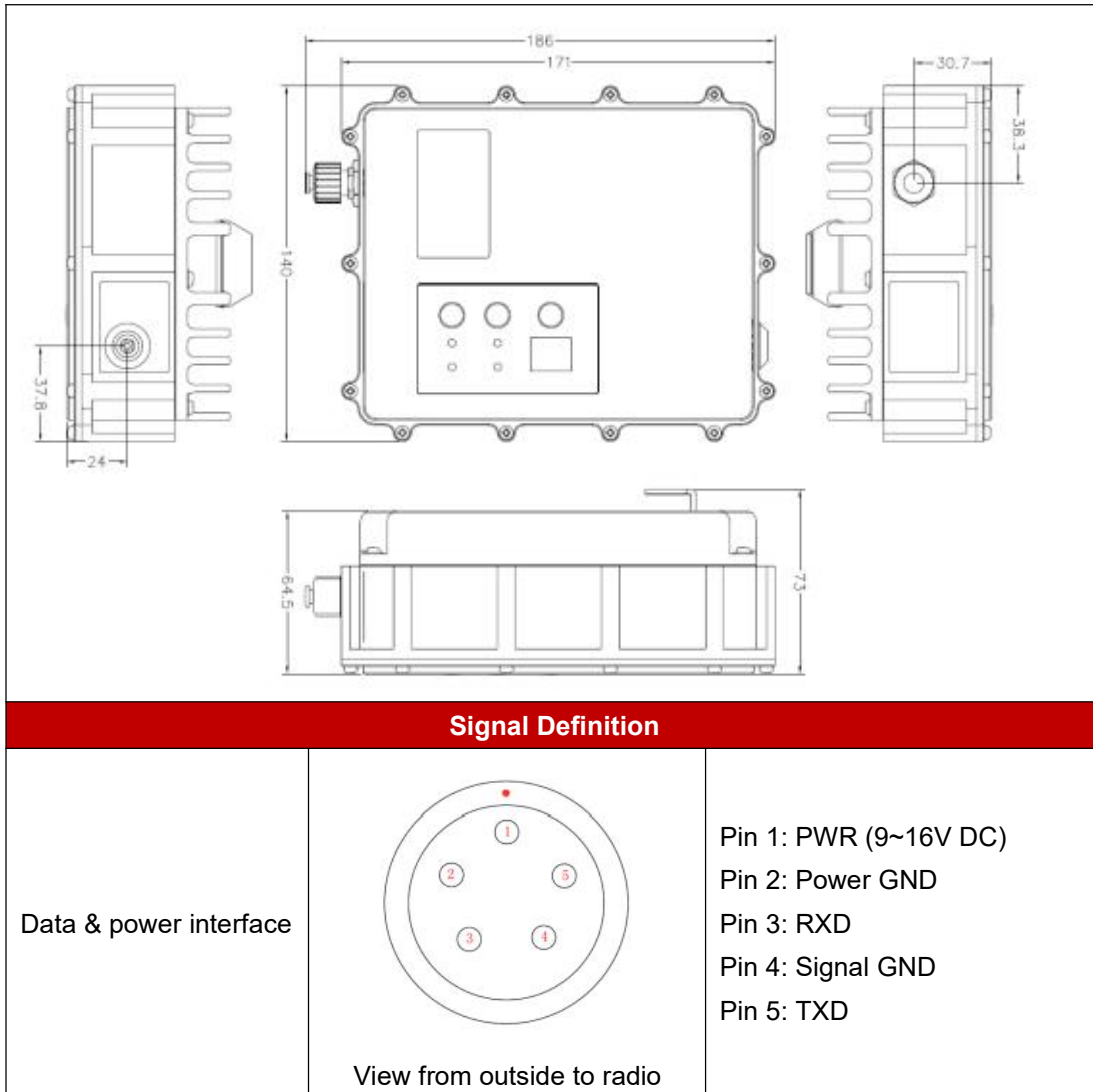 186
171
30.7
38.3
140
37.8
24
64.5
73
Signal Definition
Data & power interface
1
2
5
3
4
View from outside to radio
Pin 1: PWR (9~16V DC)
Pin 2: Power GND
Pin 3: RXD
Pin 4: Signal GND
Pin 5: TXD